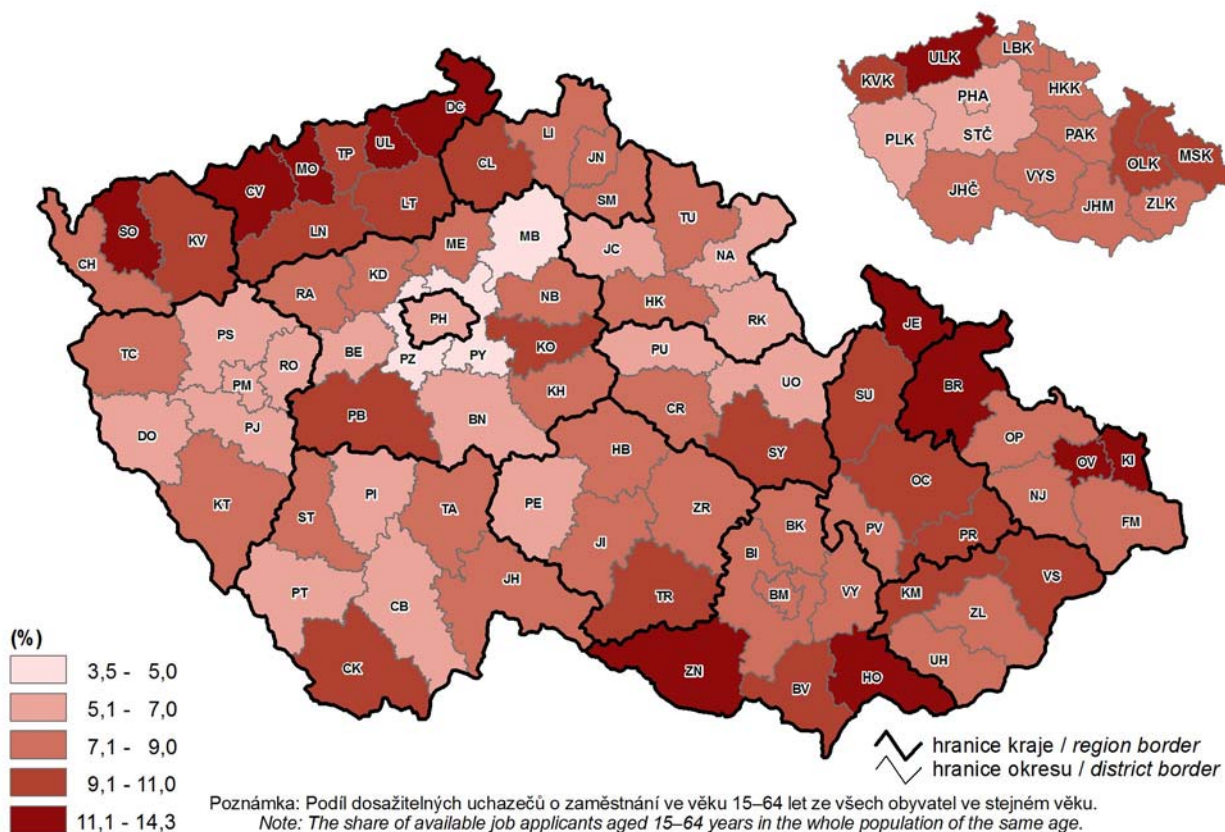 DC
UL
TP
MO
CV
LT
LN
SO
KV
CH
CL
LI
JN
SM
TU
ME
MB
JC
NA
KD
RA
NB
HK
RK
PH
BE
PZ
PY
KO
PU
UO
TC
PS
RO
PM
PB
BN
KH
CR
SY
DO
PJ
KT
ST
PI
TA
PE
HB
ZR
JI
PT
CB
JH
CK
TR
BI
BK
BM
VY
ZN
BV
HO
JE
SU
BR
OC
OP
OV
KI
NJ
FM
PV
PR
KM
VS
ZL
UH
ULK
LBK
KVK
HKK
PHA
STČ
PLK
PAK
JHČ
VYS
OLK
MSK
JHM
ZLK
(%)
3,5 - 5,0
5,1 - 7,0
7,1 - 9,0
9,1 - 11,0
11,1 - 14,3
hranice kraje / region border
hranice okresu / district border
Poznámka: Podíl dosažitelných uchazečů o zaměstnání ve věku 15–64 let ze všech obyvatel ve stejném věku.
Note: The share of available job applicants aged 15–64 years in the whole population of the same age.